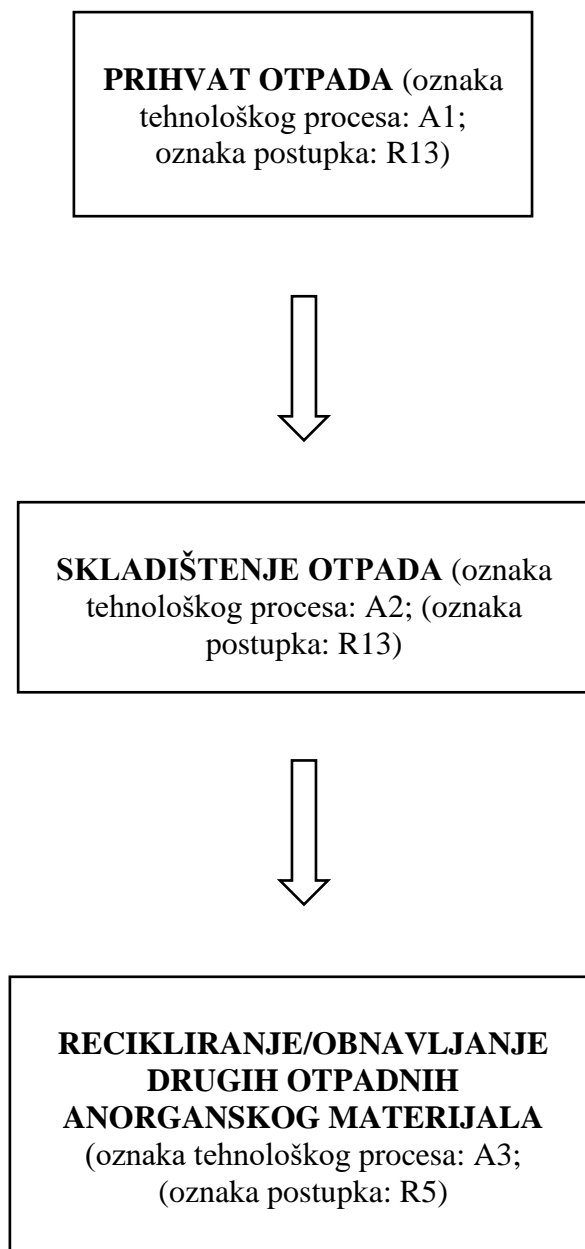 PRIHVAT OTPADA (oznaka
tehnološkog procesa: A1;
oznaka postupka: R13)
SKLADIŠTENJE OTPADA (oznaka
tehnološkog procesa: A2; (oznaka
postupka: R13)
RECIKLIRANJE/OBNAVLJANJE
DRUGIH OTPADNIH
ANORGANSKOG MATERIJALA
(oznaka tehnološkog procesa: A3;
(oznaka postupka: R5)